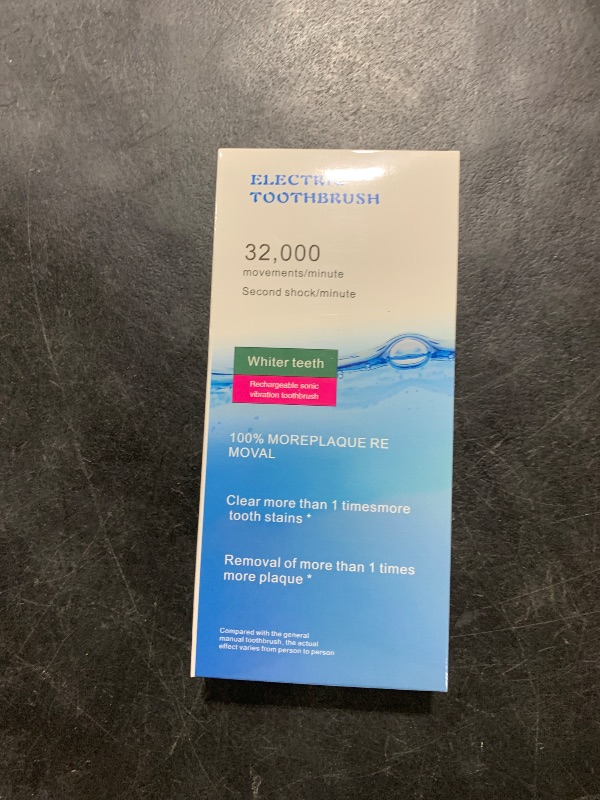 ELECTRIC
TOOTHBRUSH
32,000
movements/minute
Second shock/minute
Whiter teeth
Rechargeable sonic
vibration toothbrush
100% MOREPLAQUE RE
MOVAL
Clear more than 1 timesmore
tooth stains *
Removal of more than 1 times
more plaque *
Compared with the general
manual toothbrush, the actual
effect varies from person to person